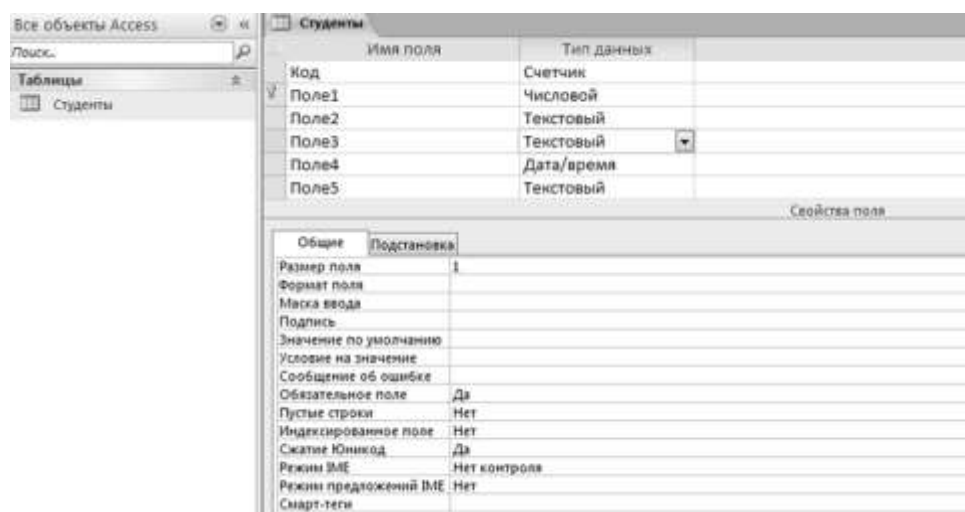 Все объекты Access
Поиск...
Таблицы
Студенты
Студенты
Имя поля Тип данных
Код Счетчик
Поле1 Числовой
Поле2 Текстовый
Поле3 Текстовый
Поле4 Дата/время
Поле5 Текстовый
Свойства поля
Общие Подстановка
Размер поля 1
Формат поля
Маска ввода
Подпись
Значение по умолчанию
Условие на значение
Сообщение об ошибке
Обязательное поле Да
Пустые строки Нет
Индексированное поле Нет
Сжатие Юникод Да
Режим IME Нет контроля
Режим предложений IME Нет
Смарт-теги